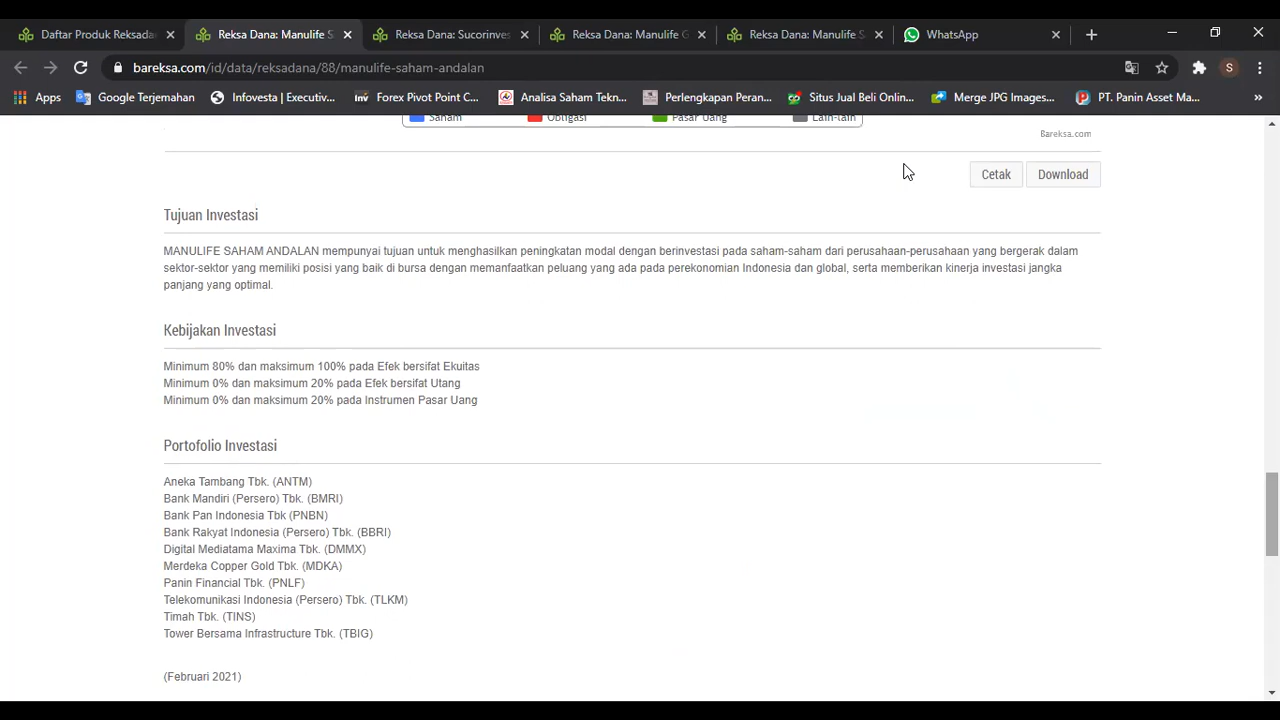 Daftar Produk Reksada
Reksa Dana: Manulife S
Reksa Dana: Sucorinves
Reksa Dana: Manulife G
Reksa Dana: Manulife S
WhatsApp
bareksa.com/id/data/reksadana/88/manulife-saham-andalan
S
Apps
Google Terjemahan
Infovesta | Executiv...
Forex Pivot Point C...
Analisa Saham Tekn...
Perlengkapan Peran...
Situs Jual Beli Onlin...
Merge JPG Images...
PT. Panin Asset Ma...
Saham
Obligasi
Pasar Uang
Lain-lain
Bareksa.com
Cetak
Download
Tujuan Investasi
MANULIFE SAHAM ANDALAN mempunyai tujuan untuk menghasilkan peningkatan modal dengan berinvestasi pada saham-saham dari perusahaan-perusahaan yang bergerak dalam
sektor-sektor yang memiliki posisi yang baik di bursa dengan memanfaatkan peluang yang ada pada perekonomian Indonesia dan global, serta memberikan kinerja investasi jangka
panjang yang optimal.
Kebijakan Investasi
Minimum 80% dan maksimum 100% pada Efek bersifat Ekuitas
Minimum 0% dan maksimum 20% pada Efek bersifat Utang
Minimum 0% dan maksimum 20% pada Instrumen Pasar Uang
Portofolio Investasi
Aneka Tambang Tbk. (ANTM)
Bank Mandiri (Persero) Tbk. (BMRI)
Bank Pan Indonesia Tbk (PNBN)
Bank Rakyat Indonesia (Persero) Tbk. (BBRI)
Digital Mediatama Maxima Tbk. (DMMX)
Merdeka Copper Gold Tbk. (MDKA)
Panin Financial Tbk. (PNLF)
Telekomunikasi Indonesia (Persero) Tbk. (TLKM)
Timah Tbk. (TINS)
Tower Bersama Infrastructure Tbk. (TBIG)
(Februari 2021)